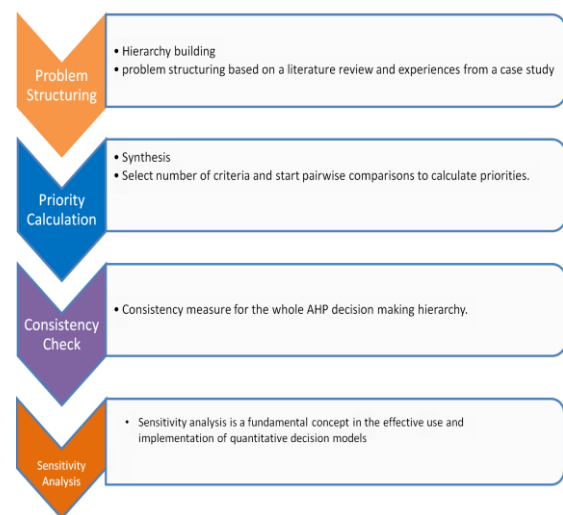 Problem
Structuring
• Hierarchy building
• problem structuring based on a literature review and experiences from a case study
Priority
Calculation
• Synthesis
• Select number of criteria and start pairwise comparisons to calculate priorities.
Consistency
Check
• Consistency measure for the whole AHP decision making hierarchy.
Sensitivity
Analysis
• Sensitivity analysis is a fundamental concept in the effective use and
implementation of quantitative decision models